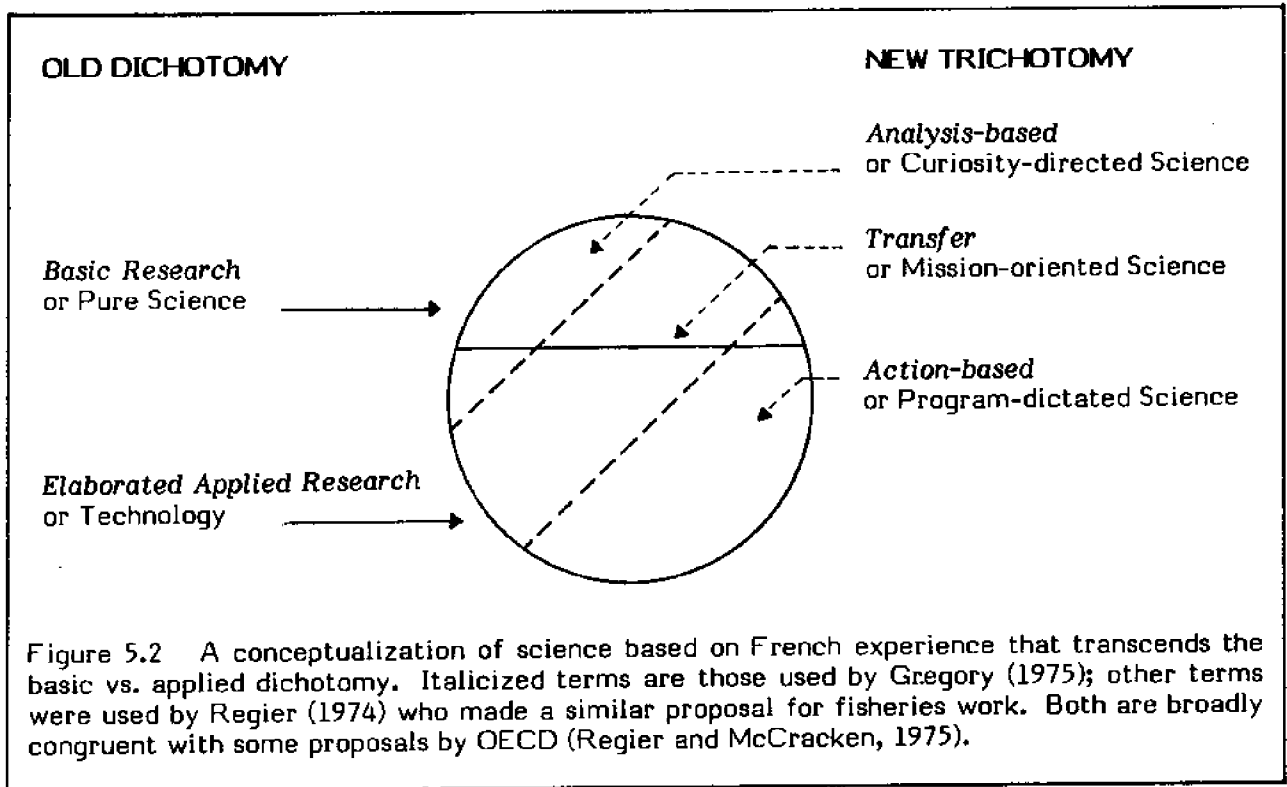 OLD DICHOTOMY
NEW TRICHOTOMY
Analysis-based
or Curiosity-directed Science
Transfer
or Mission-oriented Science
Basic Research
or Pure Science
Action-based
or Program-dictated Science
Elaborated Applied Research
or Technology
Figure 5.2 A conceptualization of science based on French experience that transcends the
basic vs. applied dichotomy. Italicized terms are those used by Gregory (1975); other terms
were used by Regier (1974) who made a similar proposal for fisheries work. Both are broadly
congruent with some proposals by OECD (Regier and McCracken, 1975).